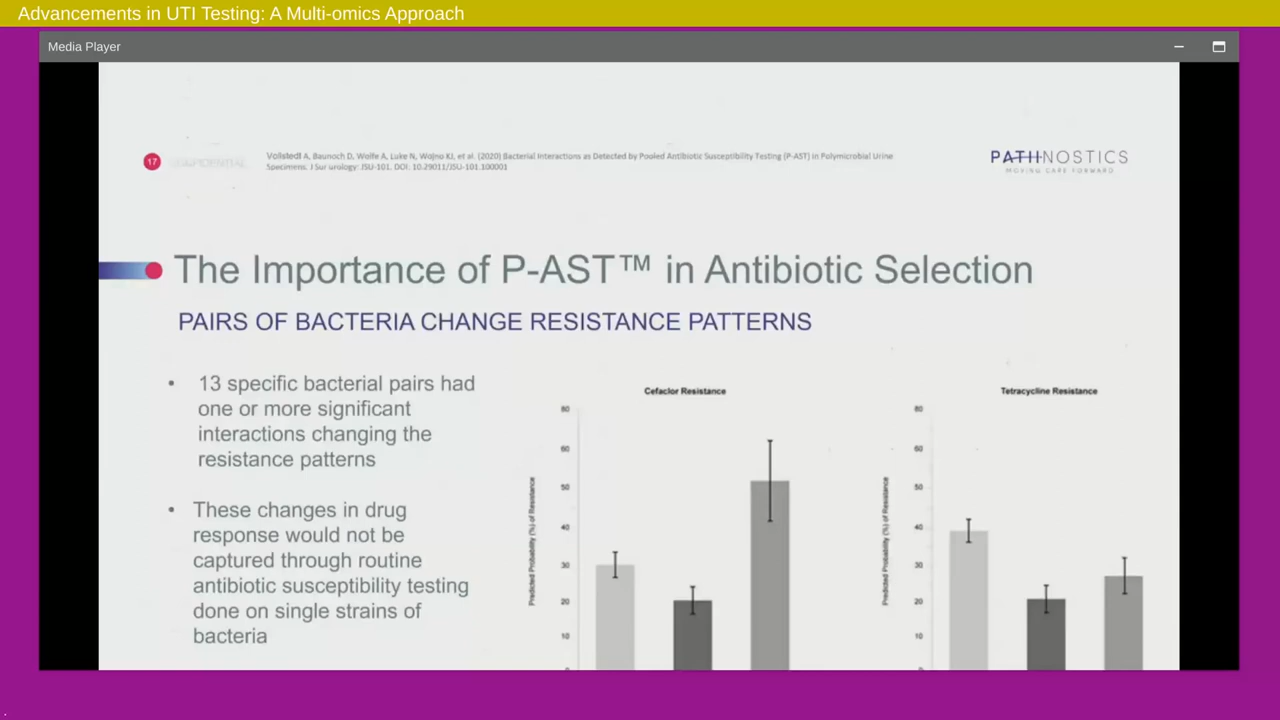 Advancements in UTI Testing: A Multi-omics Approach
Media Player
17
CONFIDENTIAL
Vollstedt A, Baunoch D, Wolfe A, Luke N, Wojno KJ, et al. (2020) Bacterial Interactions as Detected by Pooled Antibiotic Susceptibility Testing (P-AST) in Polymicrobial Urine
Specimens. J Sur urology: JSU-101. DOI: 10.29011/JSU-101.100001
PATHNOSTICS
MOVING CARE FORWARD
The Importance of P-AST™ in Antibiotic Selection
PAIRS OF BACTERIA CHANGE RESISTANCE PATTERNS
• 13 specific bacterial pairs had
one or more significant
interactions changing the
resistance patterns
• These changes in drug
response would not be
captured through routine
antibiotic susceptibility testing
done on single strains of
bacteria
Cefaclor Resistance
Predicted Probability (%) of Resistance
80
60
50
40
30
20
10
Tetracycline Resistance
Predicted Probability (%) of Resistance
80
60
50
40
30
20
10